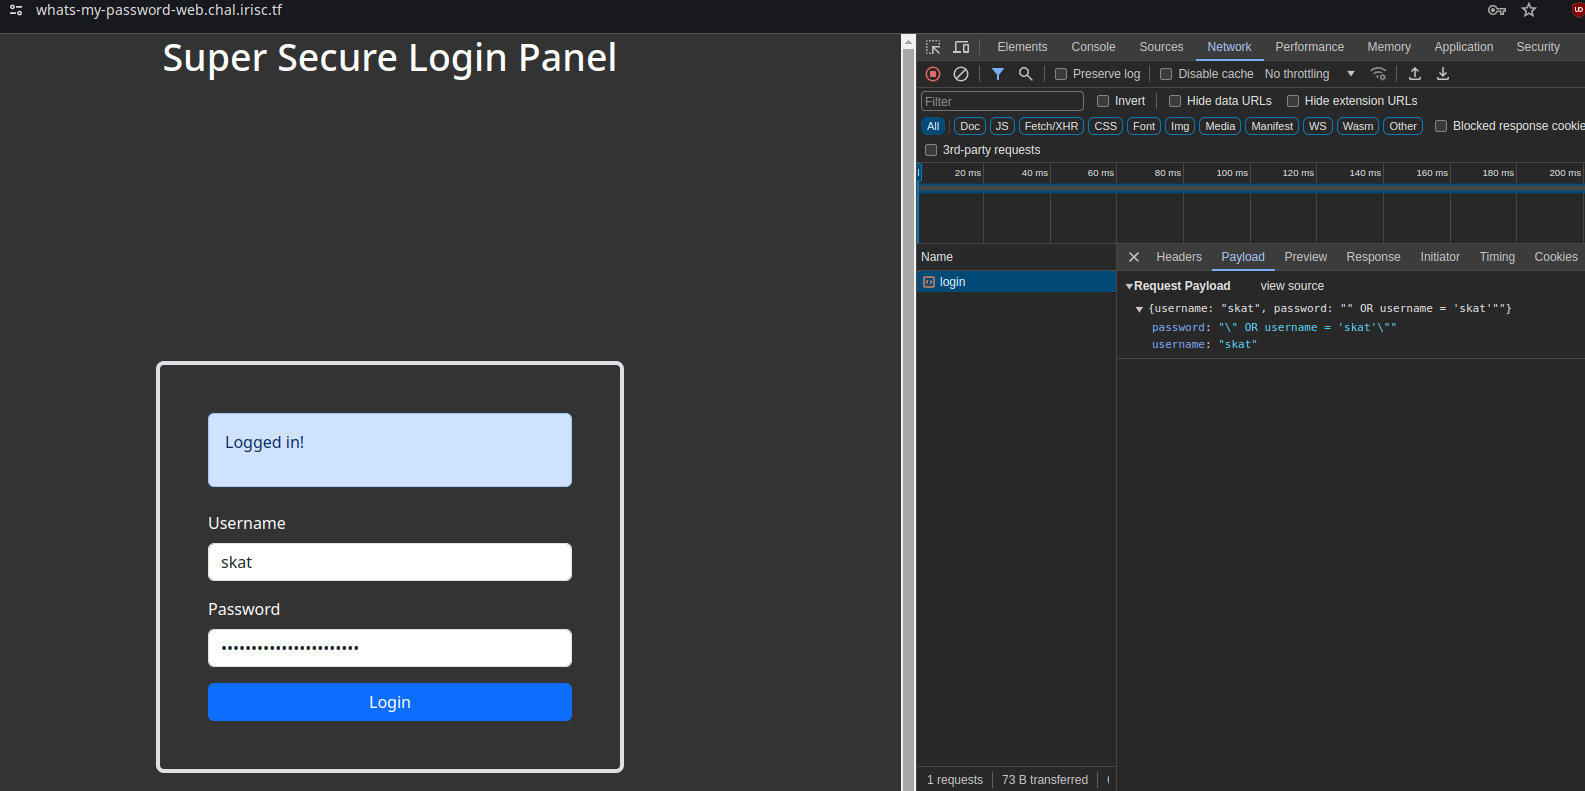 whats-my-password-web.chal.irisc.tf
Super Secure Login Panel
Logged in!
Username
skat
Password
•••••••••••••••••••••••
Login
Elements Console Sources Network Performance Memory Application Security
Preserve log Disable cache No throttling
Filter Invert Hide data URLs Hide extension URLs
All Doc JS Fetch/XHR CSS Font Img Media Manifest WS Wasm Other Blocked response cookie
3rd-party requests
20 ms 40 ms 60 ms 80 ms 100 ms 120 ms 140 ms 160 ms 180 ms 200 ms
Name
login
Headers Payload Preview Response Initiator Timing Cookies
Request Payload view source
{username: "skat", password: "" OR username = 'skat'""}
password: "\" OR username = 'skat'\""
username: "skat"
1 requests 73 B transferred